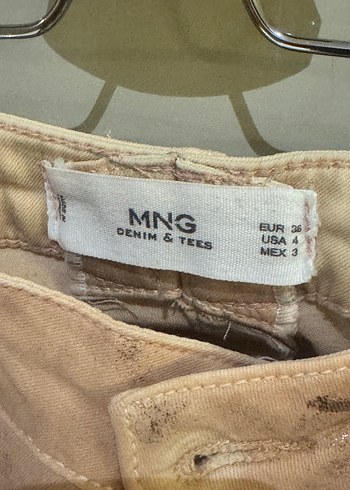 MNG
DENIM & TEES
EUR 36
USA 4
MEX 3